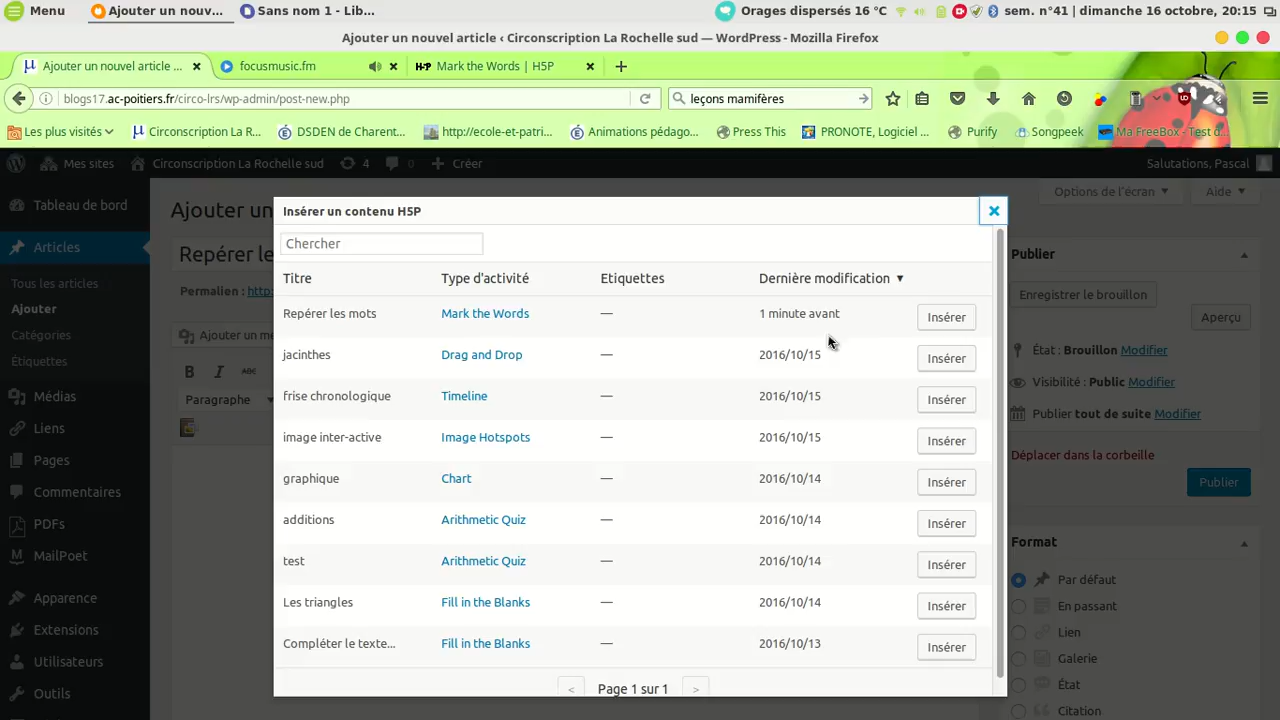 Menu Ajouter un nouv... Sans nom 1 - Lib... Orages dispersés 16 °C sem. n°41 | dimanche 16 octobre, 20:15
Ajouter un nouvel article ‹ Circonscription La Rochelle sud — WordPress - Mozilla Firefox
Ajouter un nouvel article ... focusmusic.fm H-P Mark the Words | H5P
blogs17.ac-poitiers.fr/circo-lrs/wp-admin/post-new.php leçons mamifères
Les plus visités Circonscription La R... DSDEN de Charent... http://ecole-et-patri... Animations pédago... Press This PRONOTE, Logiciel ... Purify Songpeek Ma FreeBox - Test d...
Mes sites Circonscription La Rochelle sud 4 0 Créer Salutations, Pascal
Tableau de bord
Articles
Tous les articles
Ajouter
Catégories
Étiquettes
Médias
Liens
Pages
Commentaires
PDFs
MailPoet
Apparence
Extensions
Utilisateurs
Outils
Ajouter un
Options de l'écran Aide
Repérer le
Permalien : http:
Ajouter un me
B I ABC
Paragraphe
Insérer un contenu H5P
Chercher
Titre Type d'activité Etiquettes Dernière modification ▼
Repérer les mots Mark the Words — 1 minute avant Insérer
jacinthes Drag and Drop — 2016/10/15 Insérer
frise chronologique Timeline — 2016/10/15 Insérer
image inter-active Image Hotspots — 2016/10/15 Insérer
graphique Chart — 2016/10/14 Insérer
additions Arithmetic Quiz — 2016/10/14 Insérer
test Arithmetic Quiz — 2016/10/14 Insérer
Les triangles Fill in the Blanks — 2016/10/14 Insérer
Compléter le texte... Fill in the Blanks — 2016/10/13 Insérer
< Page 1 sur 1 >
Publier
Enregistrer le brouillon
Aperçu
État : Brouillon Modifier
Visibilité : Public Modifier
Publier tout de suite Modifier
Déplacer dans la corbeille
Publier
Format
Par défaut
En passant
Lien
Galerie
État
Citation